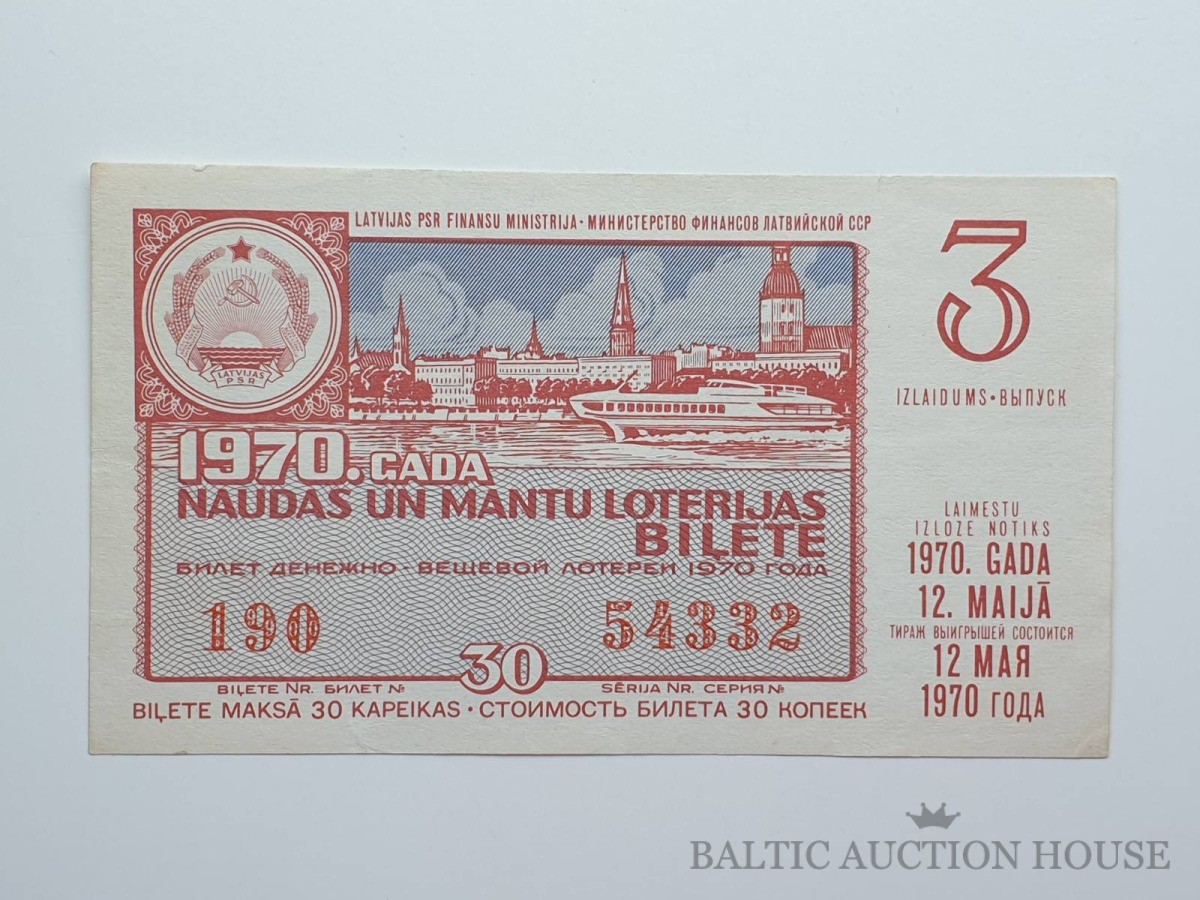 LATVIJAS PSR FINANSU MINISTRIJA • МИНИСТЕРСТВО ФИНАНСОВ ЛАТВИЙСКОЙ ССР
LATVIJAS
PSR
1970. GADA
NAUDAS UN MANTU LOTERIJAS
BIĻETE
БИЛЕТ ДЕНЕЖНО - ВЕЩЕВОЙ ЛОТЕРЕИ 1970 ГОДА
190 54332
30
BIĻETE NR. БИЛЕТ № SĒRIJA NR. СЕРИЯ №
BIĻETE MAKSĀ 30 KAPEIKAS • СТОИМОСТЬ БИЛЕТА 30 КОПЕЕК
3
IZLAIDUMS • ВЫПУСК
LAIMESTU
IZLOZE NOTIKS
1970. GADA
12. MAIJĀ
ТИРАЖ ВЫИГРЫШЕЙ СОСТОИТСЯ
12 МАЯ
1970 ГОДА
BALTIC AUCTION HOUSE